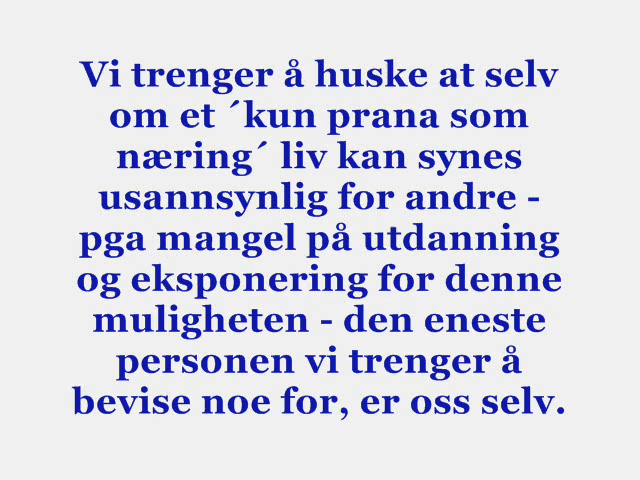 Vi trenger å huske at selv
om et ´kun prana som
næring´ liv kan synes
usannsynlig for andre -
pga mangel på utdanning
og eksponering for denne
muligheten - den eneste
personen vi trenger å
bevise noe for, er oss selv.